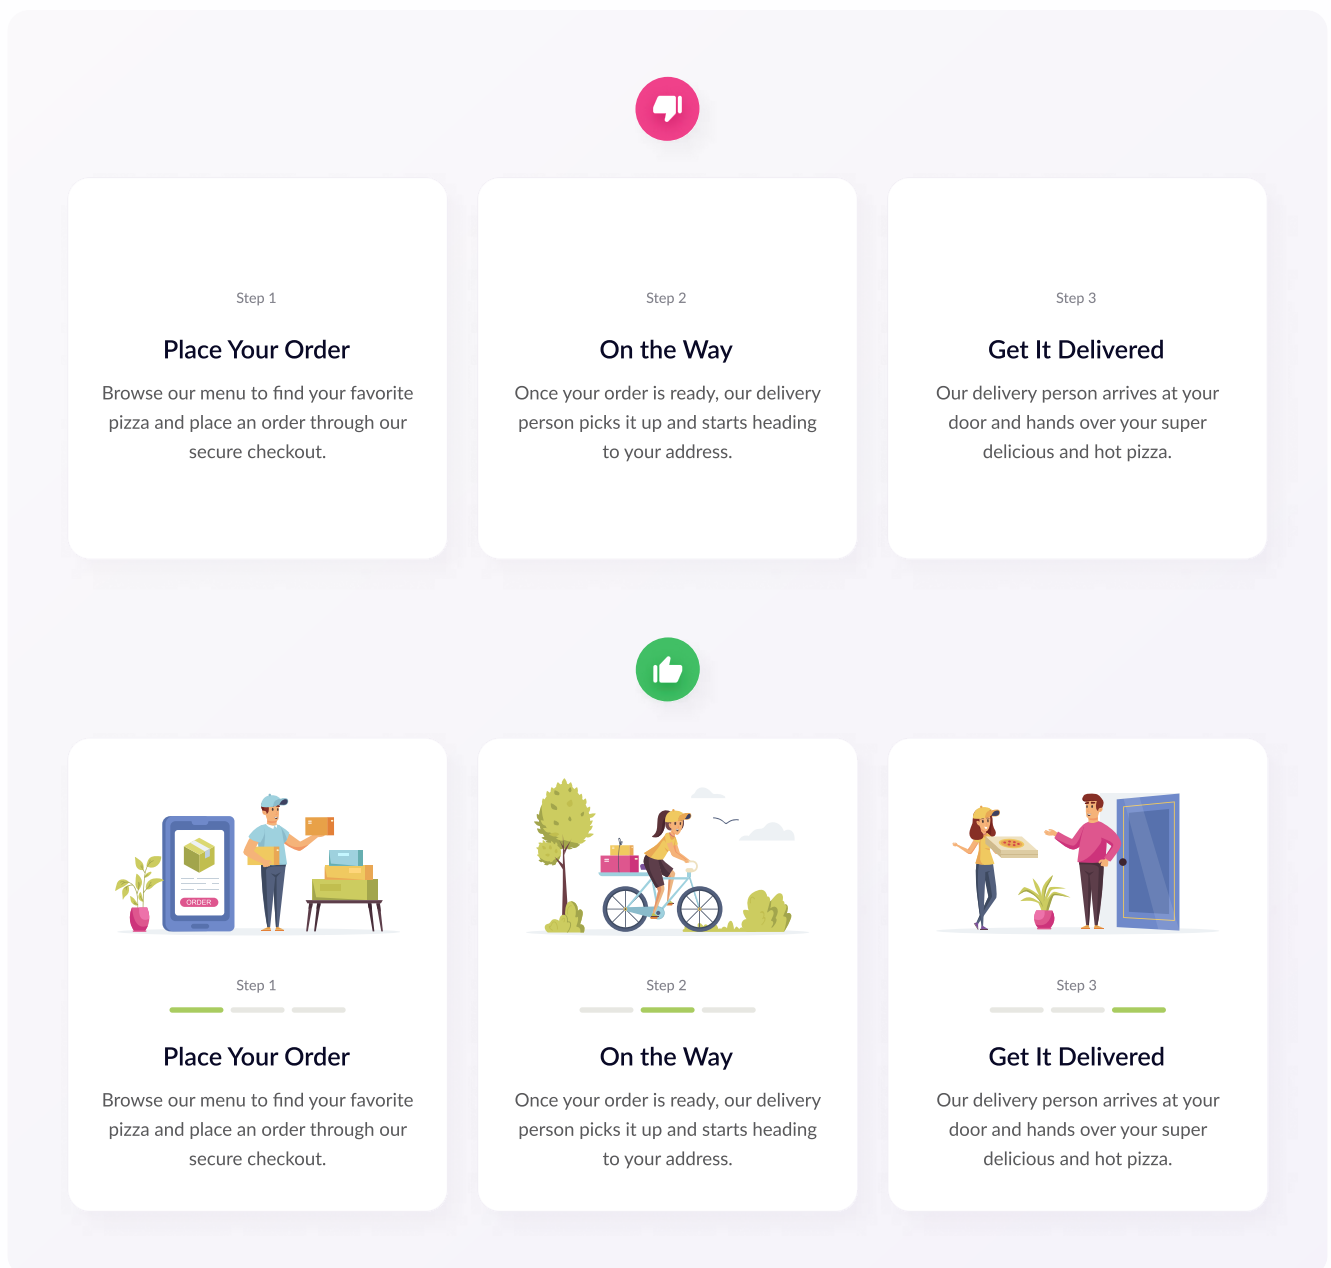 Step 1
Place Your Order
Browse our menu to find your favorite
pizza and place an order through our
secure checkout.
Step 2
On the Way
Once your order is ready, our delivery
person picks it up and starts heading
to your address.
Step 3
Get It Delivered
Our delivery person arrives at your
door and hands over your super
delicious and hot pizza.
ORDER
Step 1
Place Your Order
Browse our menu to find your favorite
pizza and place an order through our
secure checkout.
Step 2
On the Way
Once your order is ready, our delivery
person picks it up and starts heading
to your address.
Step 3
Get It Delivered
Our delivery person arrives at your
door and hands over your super
delicious and hot pizza.